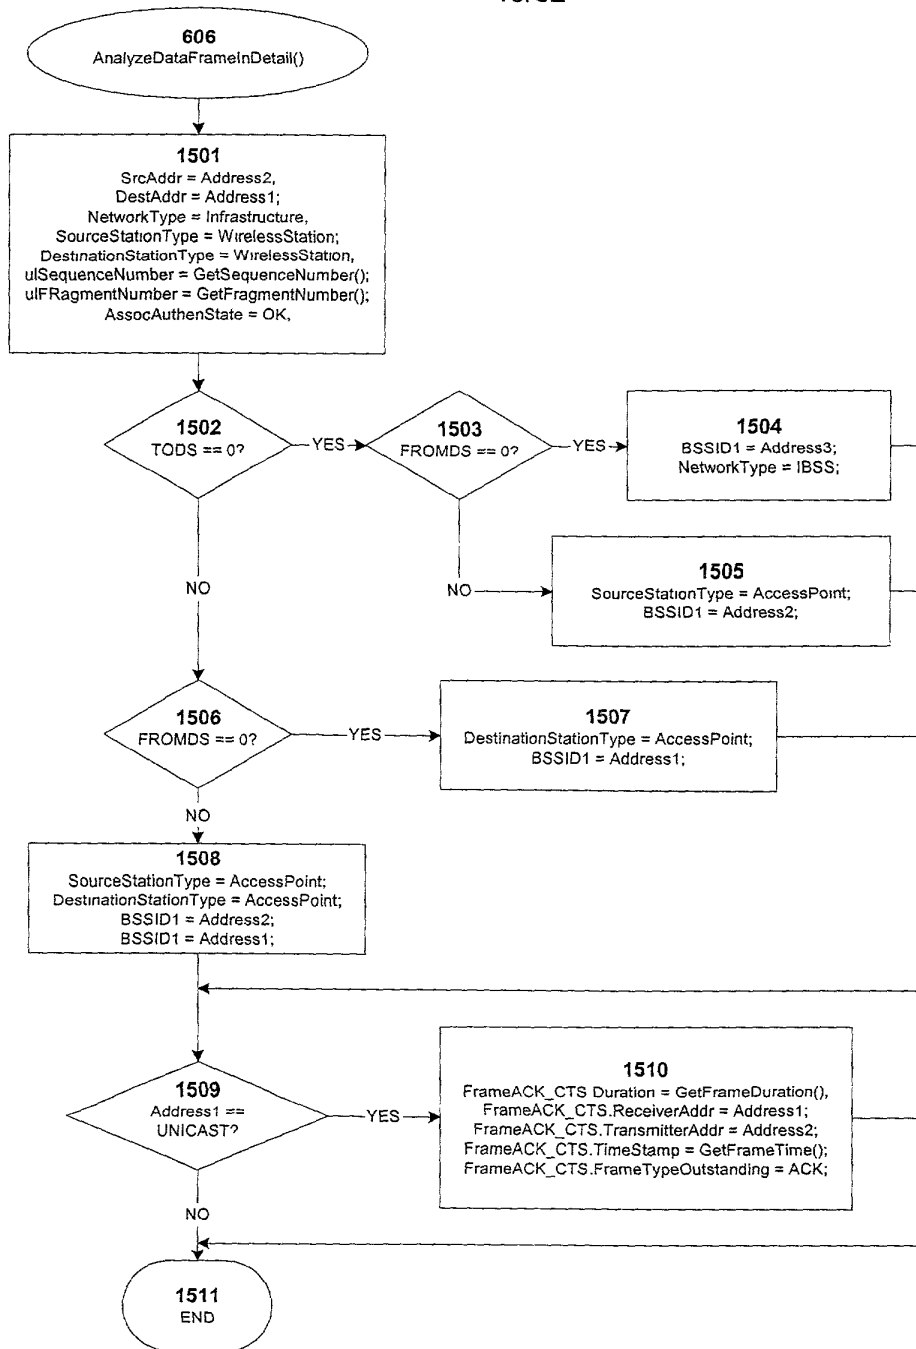 606
AnalyzeDataFrameInDetail()
1501
SrcAddr = Address2,
DestAddr = Address1;
NetworkType = Infrastructure,
SourceStationType = WirelessStation;
DestinationStationType = WirelessStation,
ulSequenceNumber = GetSequenceNumber();
ulFRagmentNumber = GetFragmentNumber();
AssocAuthenState = OK,
1502
TODS == 0?
YES
1503
FROMDS == 0?
YES
1504
BSSID1 = Address3;
NetworkType = IBSS;
NO
NO
1505
SourceStationType = AccessPoint;
BSSID1 = Address2;
1506
FROMDS == 0?
YES
1507
DestinationStationType = AccessPoint;
BSSID1 = Address1;
NO
1508
SourceStationType = AccessPoint;
DestinationStationType = AccessPoint;
BSSID1 = Address2;
BSSID1 = Address1;
1509
Address1 ==
UNICAST?
YES
1510
FrameACK_CTS Duration = GetFrameDuration(),
FrameACK_CTS.ReceiverAddr = Address1;
FrameACK_CTS.TransmitterAddr = Address2;
FrameACK_CTS.TimeStamp = GetFrameTime();
FrameACK_CTS.FrameTypeOutstanding = ACK;
NO
1511
END